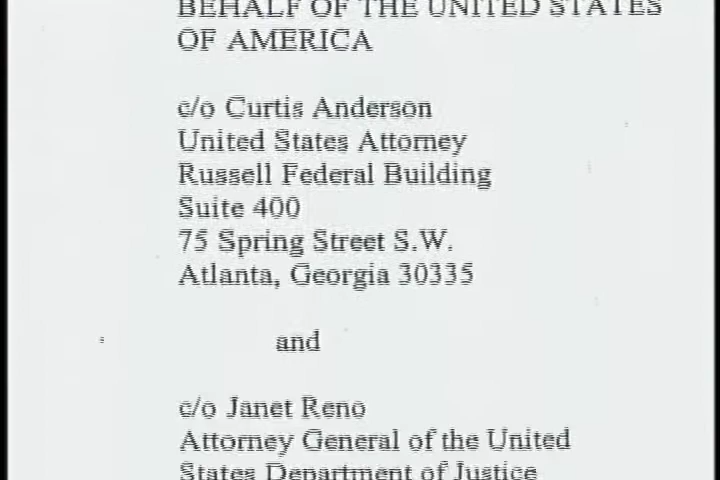 BEHALF OF THE UNITED STATES
OF AMERICA
c/o Curtis Anderson
United States Attorney
Russell Federal Building
Suite 400
75 Spring Street S.W.
Atlanta, Georgia 30335
and
c/o Janet Reno
Attorney General of the United
States Department of Justice